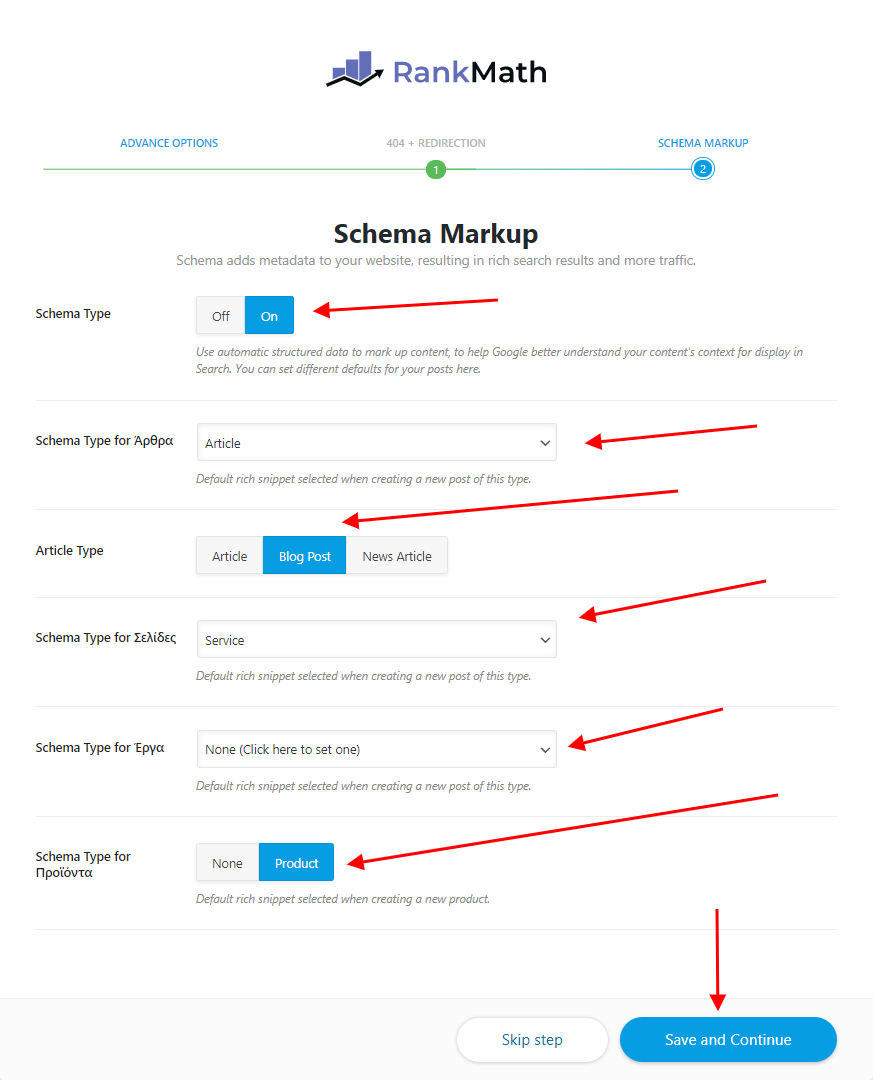 RankMath
ADVANCE OPTIONS
404 + REDIRECTION
SCHEMA MARKUP
1
2
Schema Markup
Schema adds metadata to your website, resulting in rich search results and more traffic.
Schema Type
Off
On
Use automatic structured data to mark up content, to help Google better understand your content's context for display in
Search. You can set different defaults for your posts here.
Schema Type for Άρθρα
Article
Default rich snippet selected when creating a new post of this type.
Article Type
Article
Blog Post
News Article
Schema Type for Σελίδες
Service
Default rich snippet selected when creating a new post of this type.
Schema Type for Έργα
None (Click here to set one)
Default rich snippet selected when creating a new post of this type.
Schema Type for
Προϊόντα
None
Product
Default rich snippet selected when creating a new product.
Skip step
Save and Continue